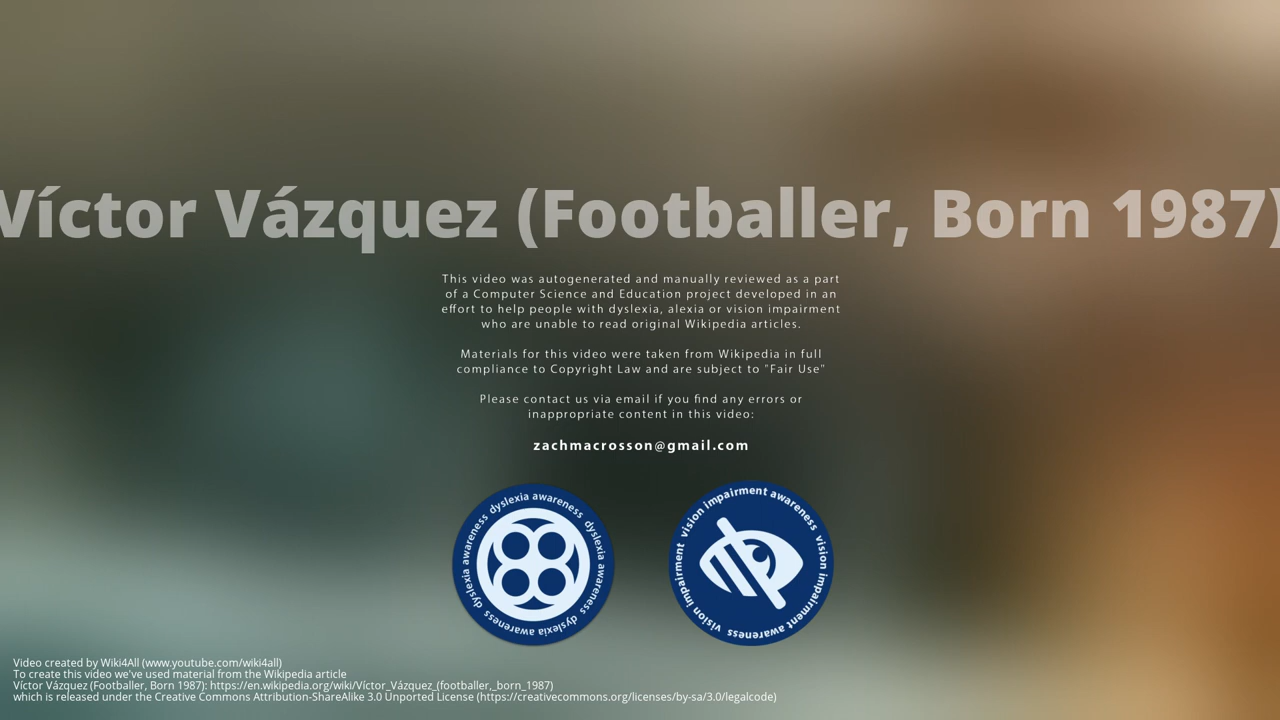 Víctor Vázquez (Footballer, Born 1987)
This video was autogenerated and manually reviewed as a part
of a Computer Science and Education project developed in an
effort to help people with dyslexia, alexia or vision impairment
who are unable to read original Wikipedia articles.
Materials for this video were taken from Wikipedia in full
compliance to Copyright Law and are subject to "Fair Use"
Please contact us via email if you find any errors or
inappropriate content in this video:
zachmacrosson@gmail.com
dyslexia awareness dyslexia awareness dyslexia awareness dyslexia awareness
vision impairment awareness vision impairment awareness vision impairment
Video created by Wiki4All (www.youtube.com/wiki4all)
To create this video we've used material from the Wikipedia article
Víctor Vázquez (Footballer, Born 1987): https://en.wikipedia.org/wiki/Víctor_Vázquez_(footballer,_born_1987)
which is released under the Creative Commons Attribution-ShareAlike 3.0 Unported License (https://creativecommons.org/licenses/by-sa/3.0/legalcode)